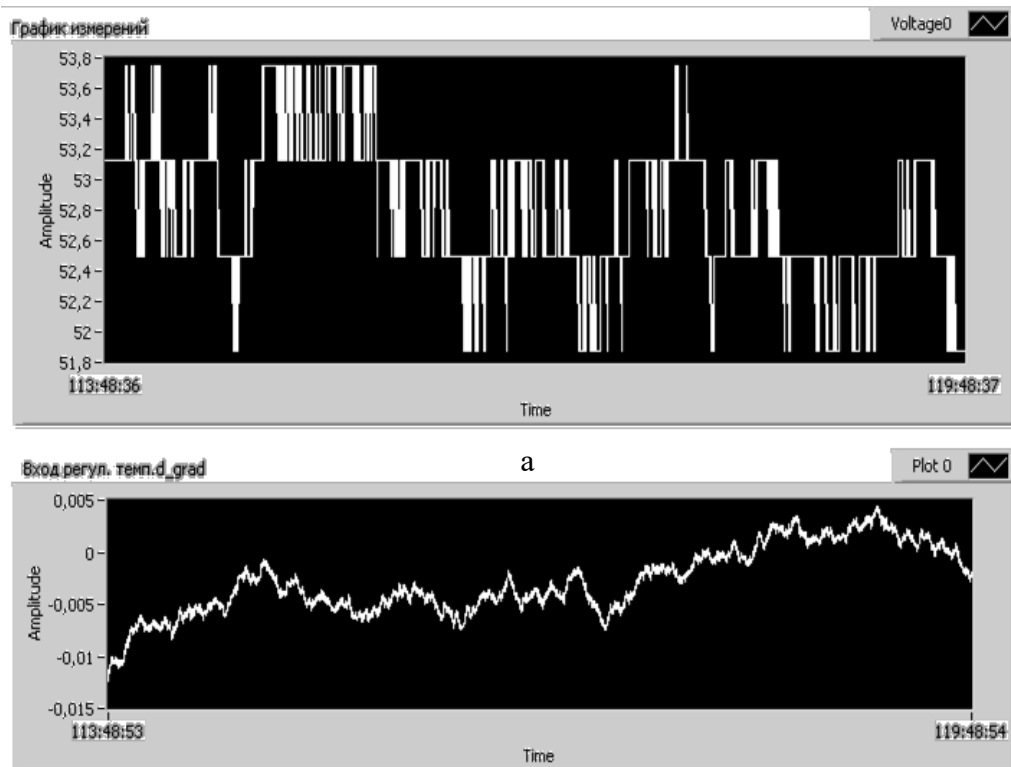 График измерений
Voltage0
53,8
53,6
53,4
53,2
53
52,8
52,6
52,4
52,2
52
51,8
Amplitude
113:48:36
119:48:37
Time
а
Вход регул. темп.d_grad
Plot 0
0,005
0
-0,005
-0,01
-0,015
Amplitude
113:48:53
119:48:54
Time